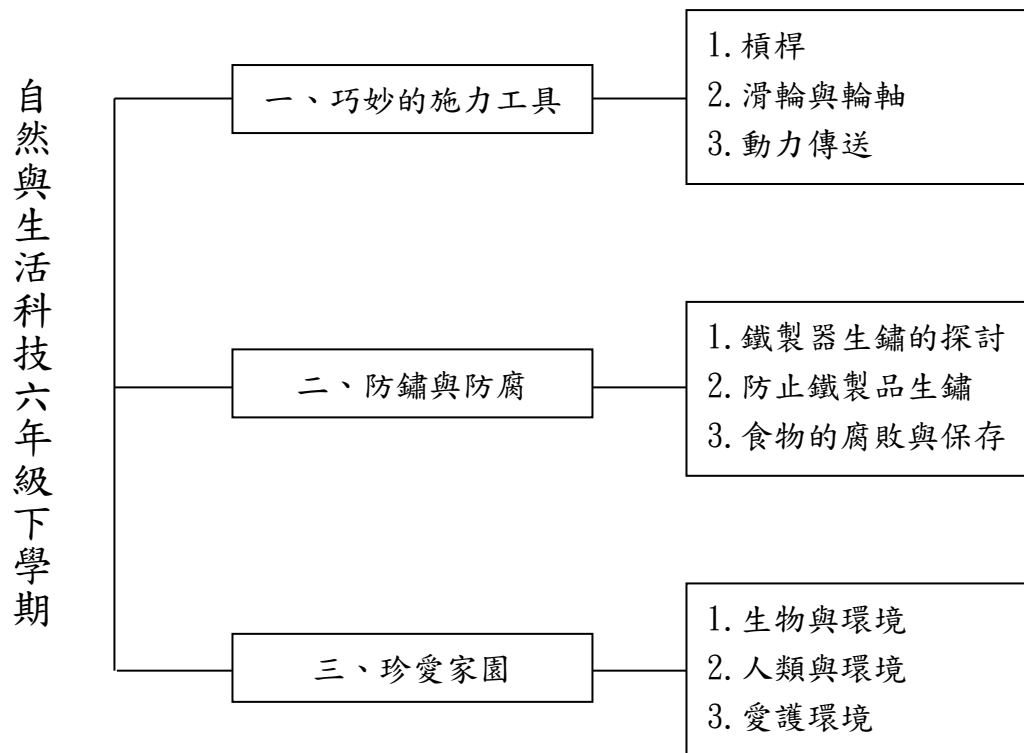 自然與生活科技六年級下學期
一、巧妙的施力工具
1.槓桿
2.滑輪與輪軸
3.動力傳送
二、防鏽與防腐
1.鐵製器生鏽的探討
2.防止鐵製品生鏽
3.食物的腐敗與保存
三、珍愛家園
1.生物與環境
2.人類與環境
3.愛護環境